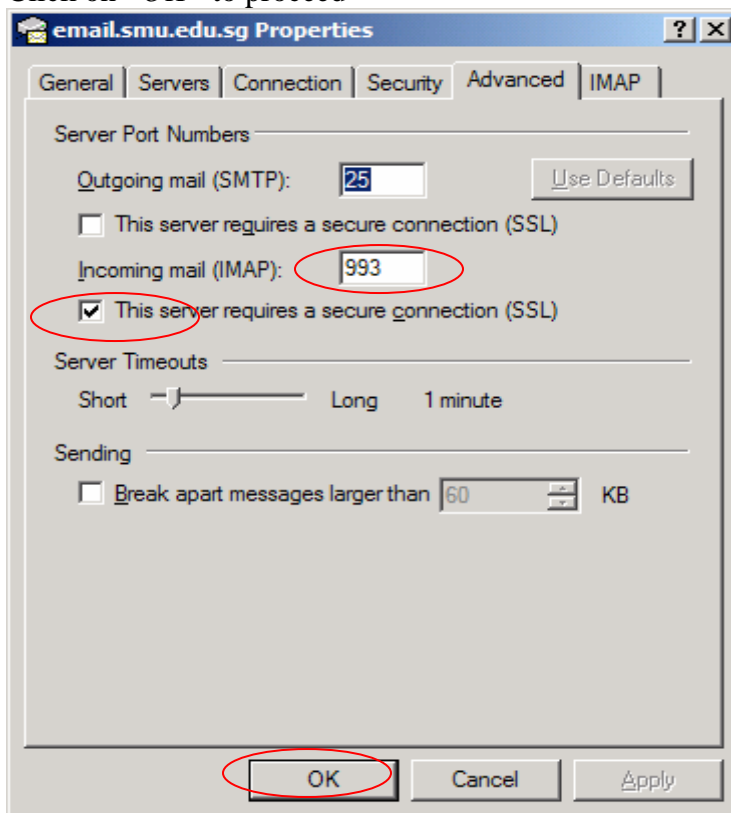 email.smu.edu.sg Properties
General Servers Connection Security Advanced IMAP
Server Port Numbers
Outgoing mail (SMTP): 25 Use Defaults
This server requires a secure connection (SSL)
Incoming mail (IMAP): 993
This server requires a secure connection (SSL)
Server Timeouts
Short Long 1 minute
Sending
Break apart messages larger than 60 KB
OK Cancel Apply